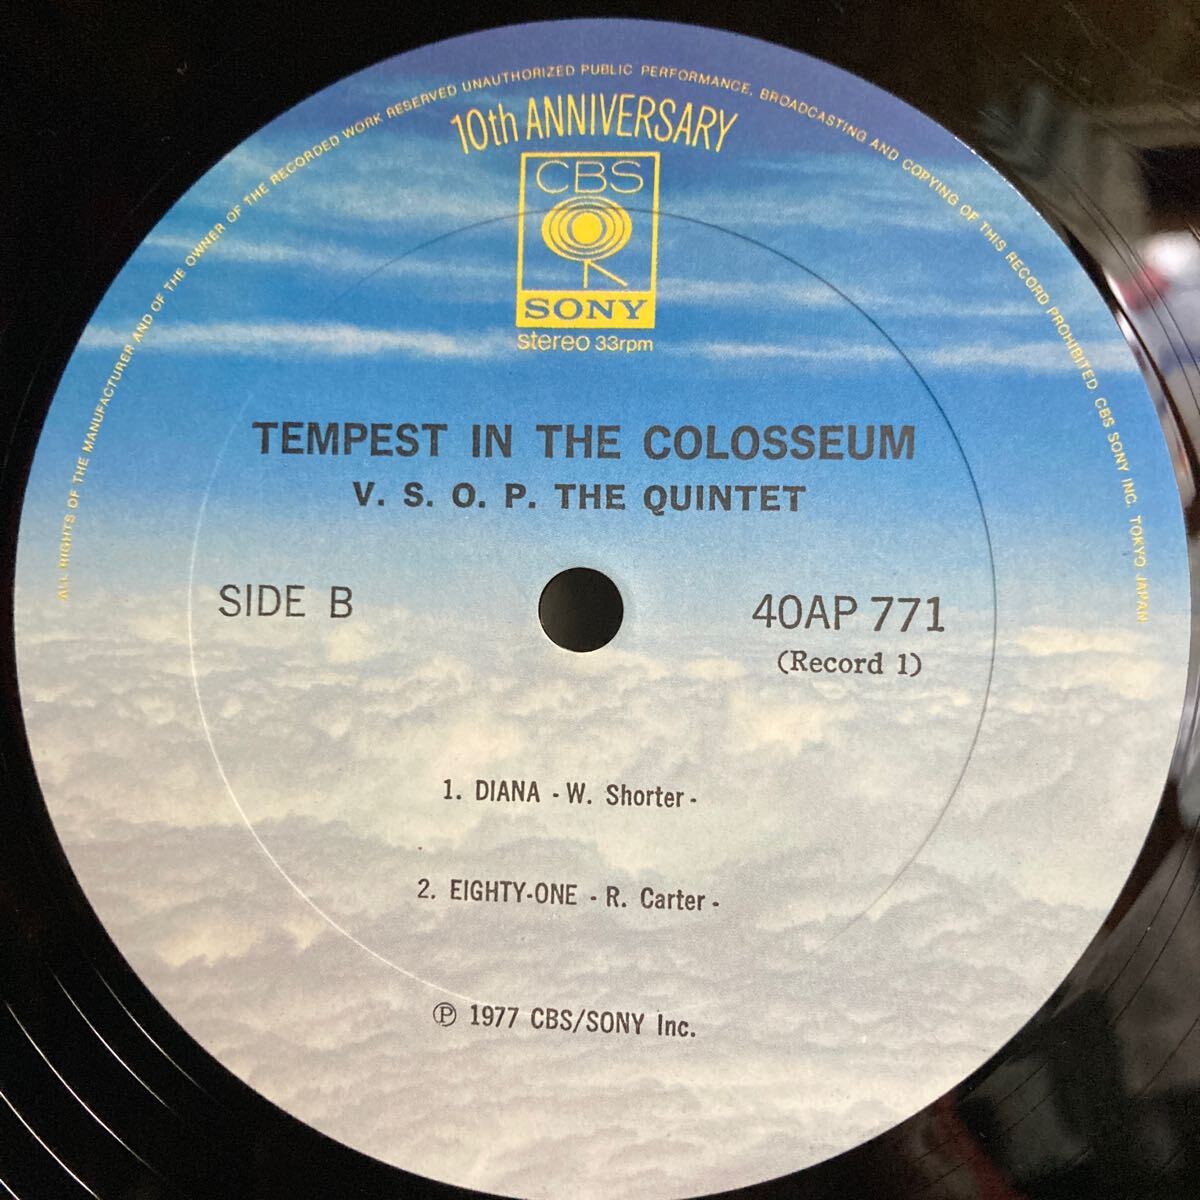 ALL RIGHTS OF THE MANUFACTURER AND OF THE OWNER OF THE RECORDED WORK RESERVED UNAUTHORIZED PUBLIC PERFORMANCE, BROADCASTING AND COPYING OF THIS RECORD PROHIBITED CBS SONY INC. TOKYO JAPAN
10th ANNIVERSARY
CBS
SONY
stereo 33rpm
TEMPEST IN THE COLOSSEUM
V. S. O. P. THE QUINTET
SIDE B
40AP 771
(Record 1)
1. DIANA - W. Shorter -
2. EIGHTY-ONE - R. Carter -
℗ 1977 CBS/SONY Inc.